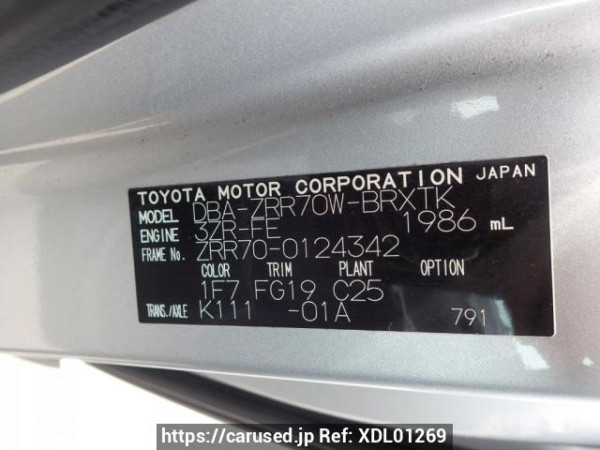 TOYOTA MOTOR CORPORATION JAPAN
MODEL DBA-ZRR70W-BRXTK
ENGINE 3ZR-FE 1986 mL
FRAME No. ZRR70-0124342
COLOR TRIM PLANT OPTION
1F7 FG19 C25
TRANS./AXLE K111 -01A 791
https://carused.jp Ref: XDL01269